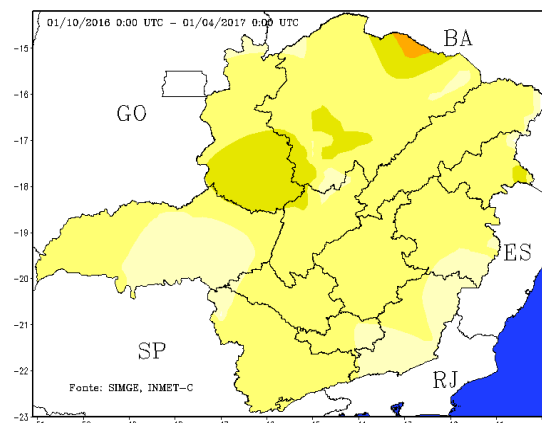 01/10/2016 0:00 UTC - 01/04/2017 0:00 UTC
BA
GO
ES
SP
RJ
Fonte: SIMGE, INMET-C
-15
-16
-17
-18
-19
-20
-21
-22
-23